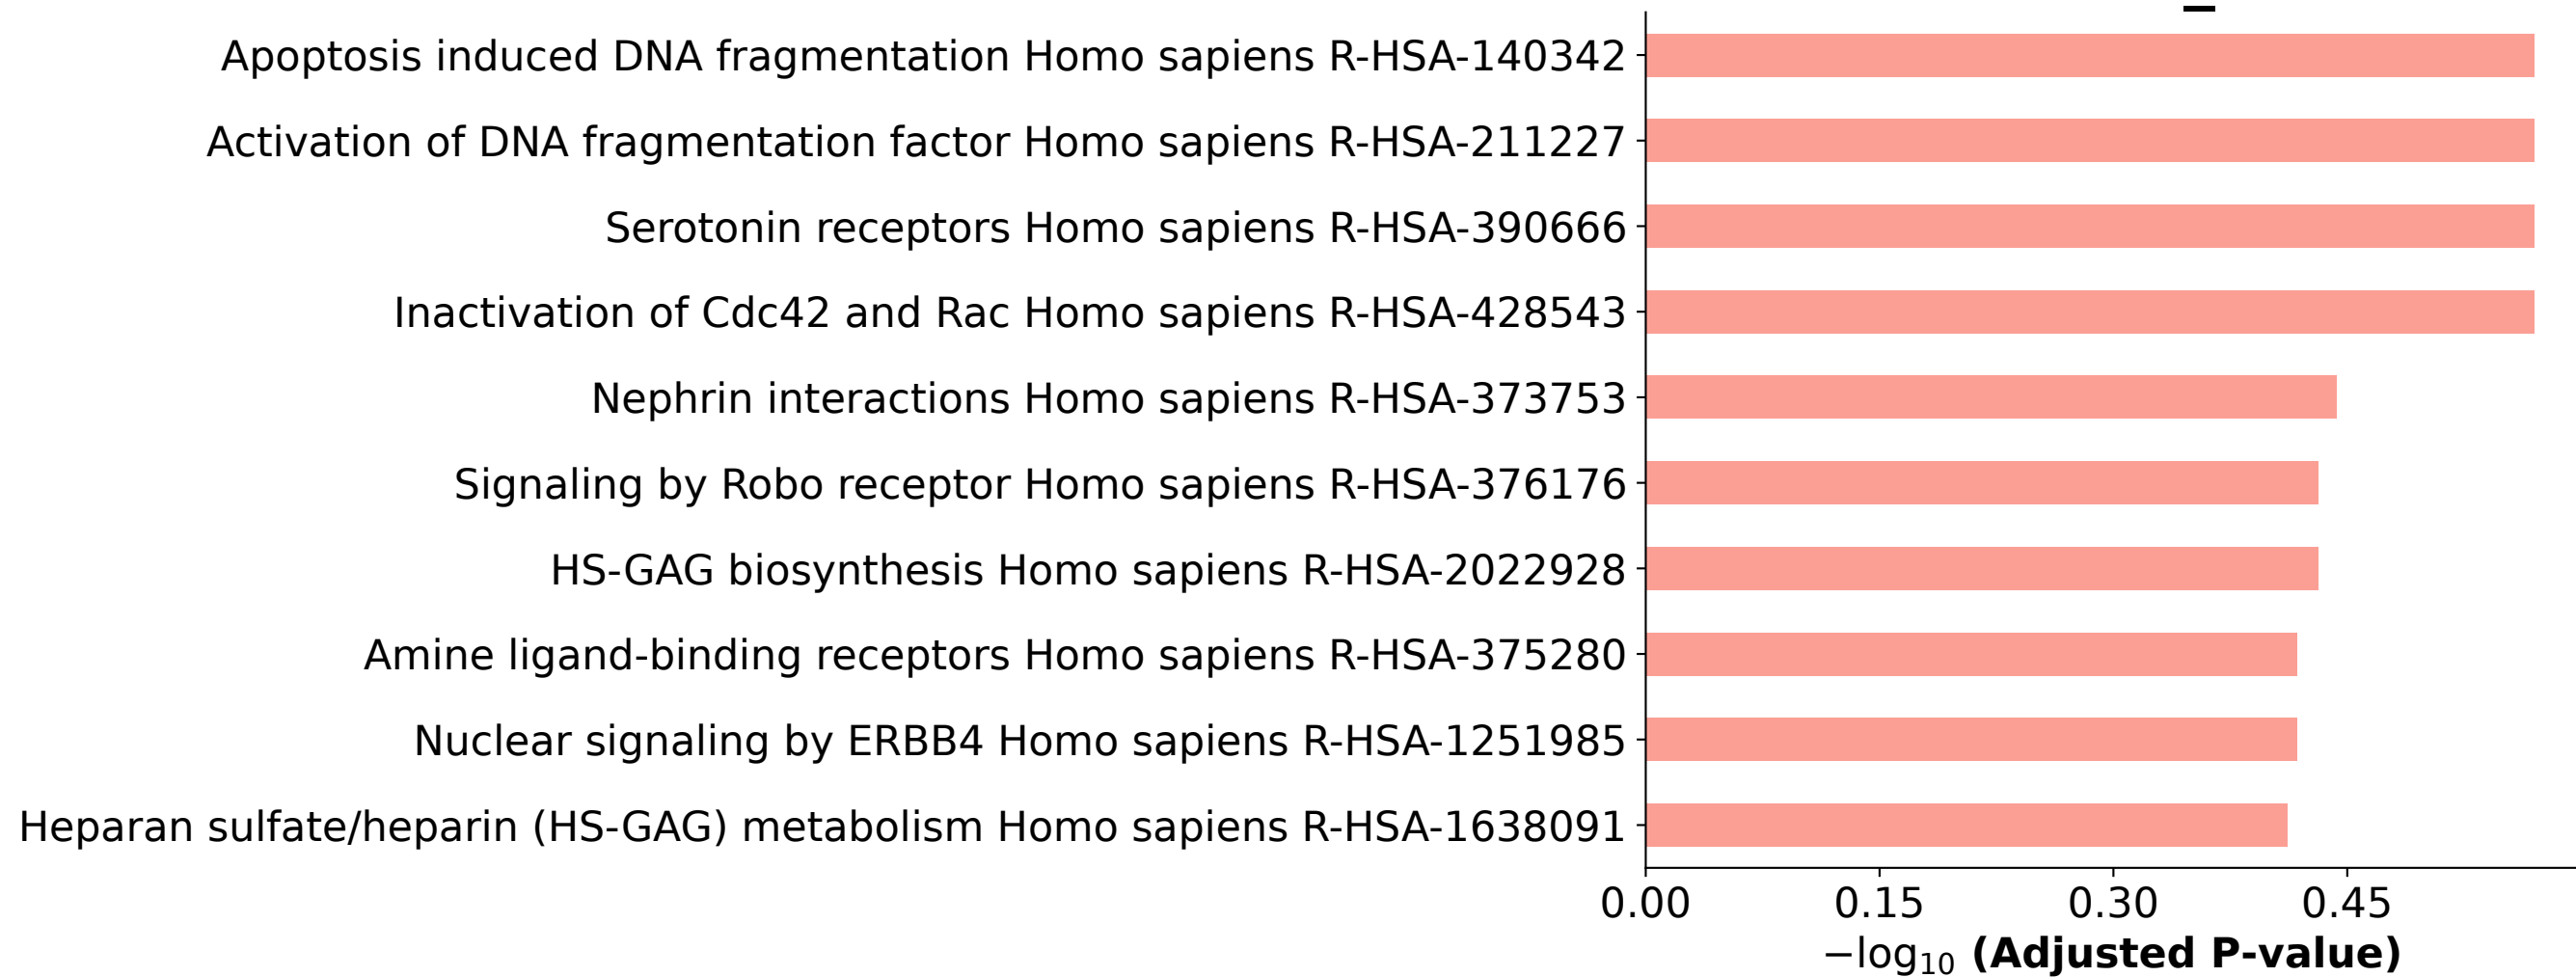 Apoptosis induced DNA fragmentation Homo sapiens R-HSA-140342
Activation of DNA fragmentation factor Homo sapiens R-HSA-211227
Serotonin receptors Homo sapiens R-HSA-390666
Inactivation of Cdc42 and Rac Homo sapiens R-HSA-428543
Nephrin interactions Homo sapiens R-HSA-373753
Signaling by Robo receptor Homo sapiens R-HSA-376176
HS-GAG biosynthesis Homo sapiens R-HSA-2022928
Amine ligand-binding receptors Homo sapiens R-HSA-375280
Nuclear signaling by ERBB4 Homo sapiens R-HSA-1251985
Heparan sulfate/heparin (HS-GAG) metabolism Homo sapiens R-HSA-1638091
0.00 0.15 0.30 0.45
−log₁₀ (Adjusted P-value)